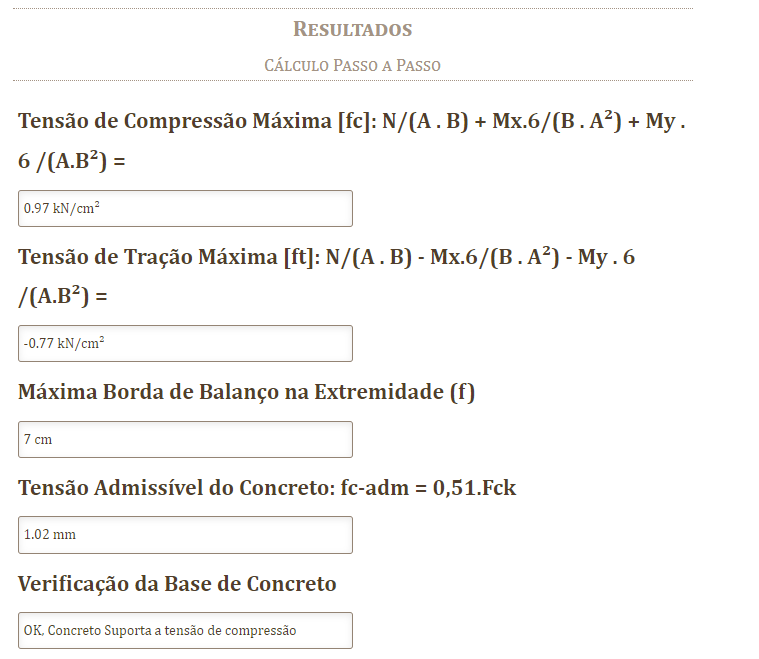 Resultados
Cálculo Passo a Passo
Tensão de Compressão Máxima [fc]: N/(A . B) + Mx.6/(B . A²) + My .
6 /(A.B²) =
0.97 kN/cm²
Tensão de Tração Máxima [ft]: N/(A . B) - Mx.6/(B . A²) - My . 6
/(A.B²) =
-0.77 kN/cm²
Máxima Borda de Balanço na Extremidade (f)
7 cm
Tensão Admissível do Concreto: fc-adm = 0,51.Fck
1.02 mm
Verificação da Base de Concreto
OK, Concreto Suporta a tensão de compressão